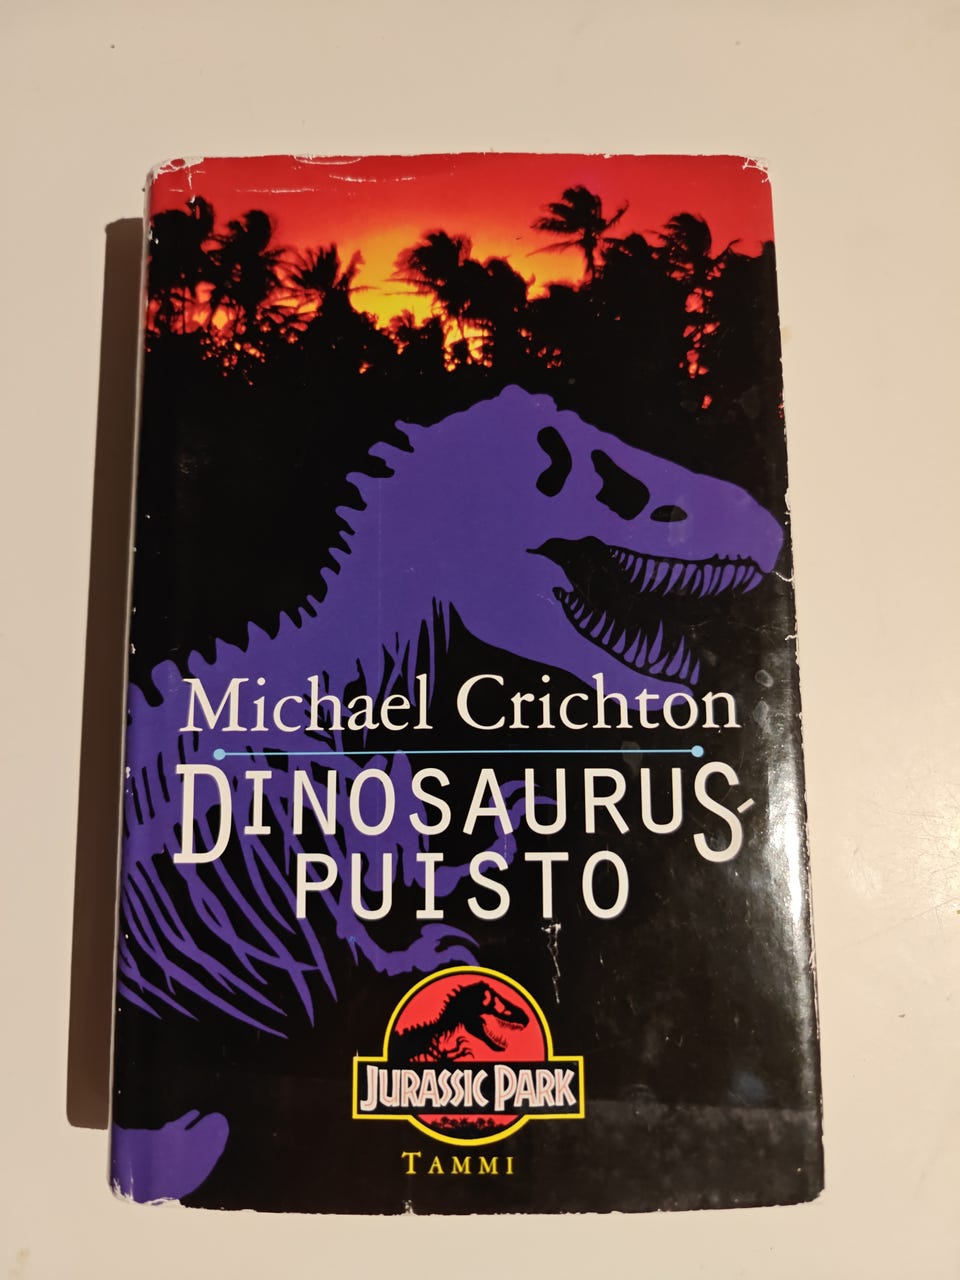 Michael Crichton
DINOSAURUS-
PUISTO
JURASSIC PARK
TAMMI